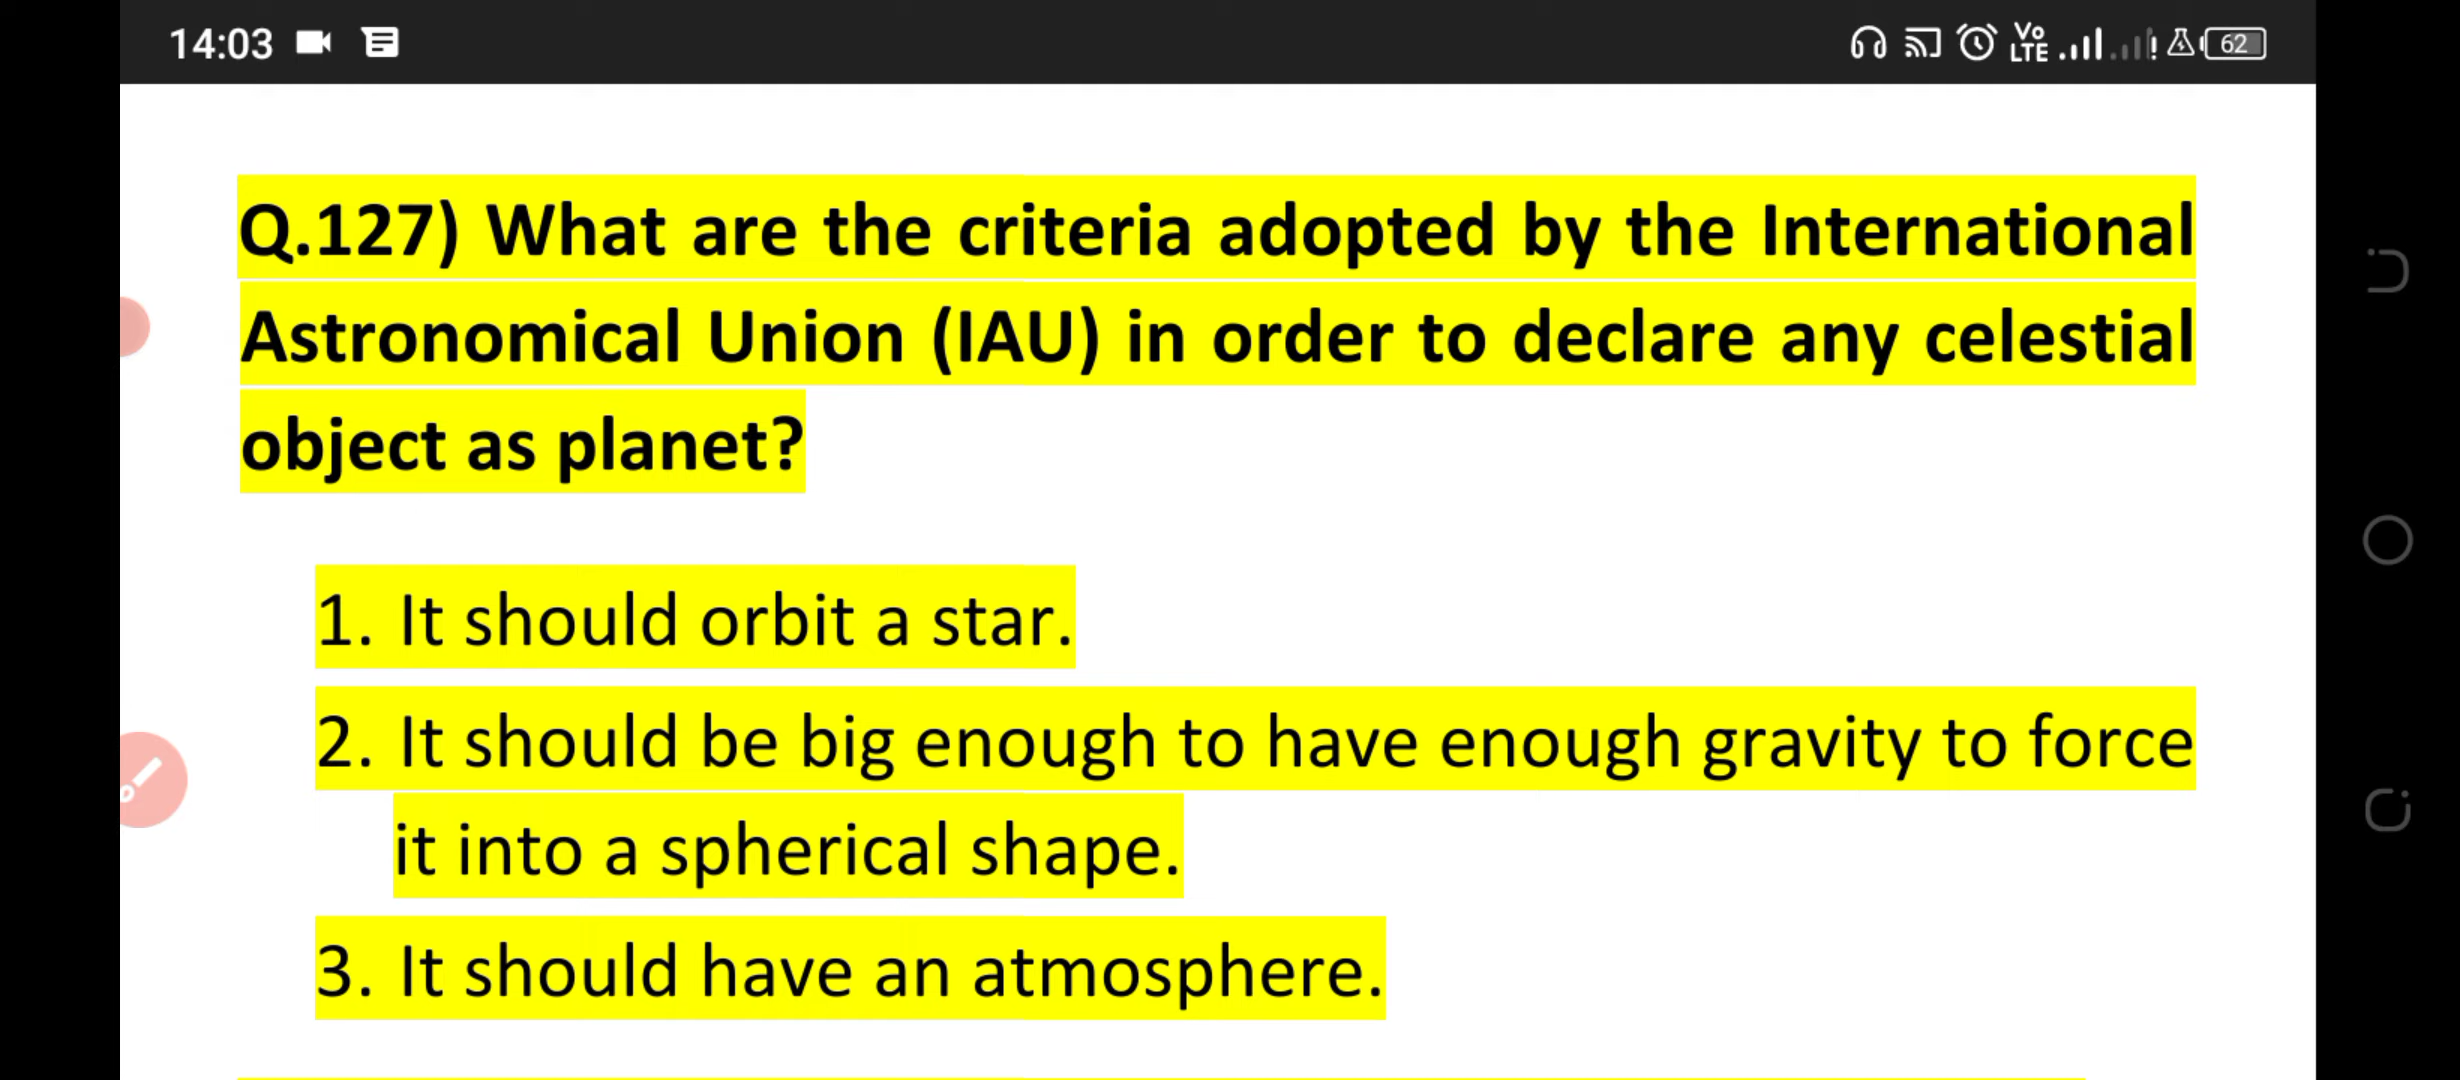 14:03
Vo
LTE
62
Q.127) What are the criteria adopted by the International
Astronomical Union (IAU) in order to declare any celestial
object as planet?
1. It should orbit a star.
2. It should be big enough to have enough gravity to force
it into a spherical shape.
3. It should have an atmosphere.